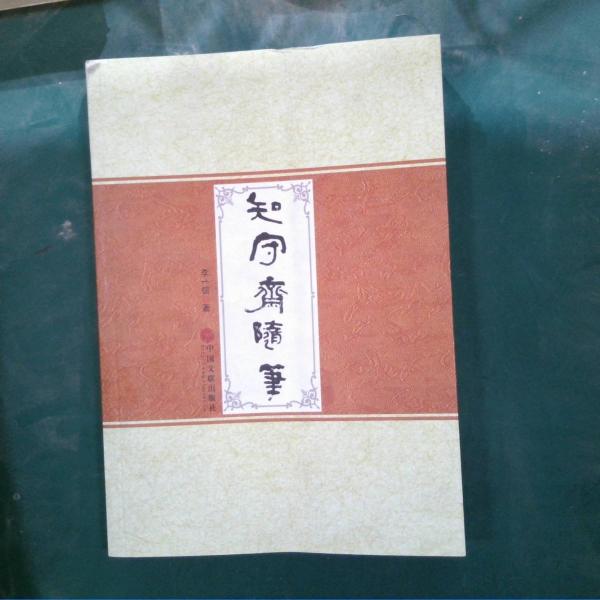 知守齋隨筆
李一信 著
中国文联出版社